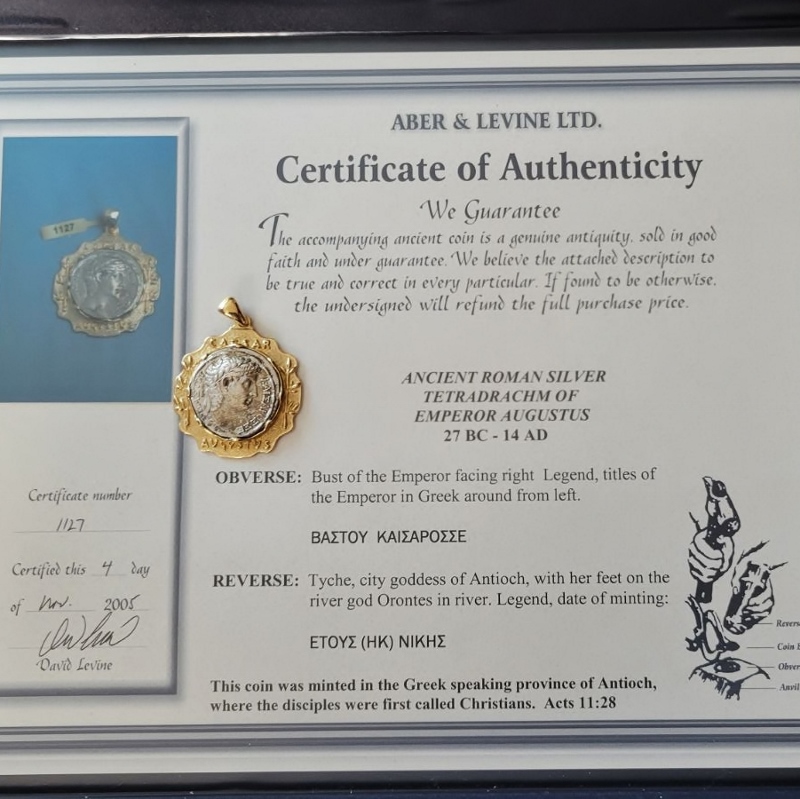 ABER & LEVINE LTD.
Certificate of Authenticity
We Guarantee
The accompanying ancient coin is a genuine antiquity, sold in good
faith and under guarantee. We believe the attached description to
be true and correct in every particular. If found to be otherwise,
the undersigned will refund the full purchase price.
1127
CAESAR
AVGVSTVS
ANCIENT ROMAN SILVER
TETRADRACHM OF
EMPEROR AUGUSTUS
27 BC - 14 AD
OBVERSE: Bust of the Emperor facing right Legend, titles of
the Emperor in Greek around from left.
ΒΑΣΤΟΥ ΚΑΙΣΑΡΟΣΣΕ
REVERSE: Tyche, city goddess of Antioch, with her feet on the
river god Orontes in river. Legend, date of minting:
ΕΤΟΥΣ (ΗΚ) ΝΙΚΗΣ
This coin was minted in the Greek speaking province of Antioch,
where the disciples were first called Christians. Acts 11:28
Certificate number
1127
Certified this 4 day
of Nov. 2005
David Levine
Revers
Coin B
Obver
Anvil